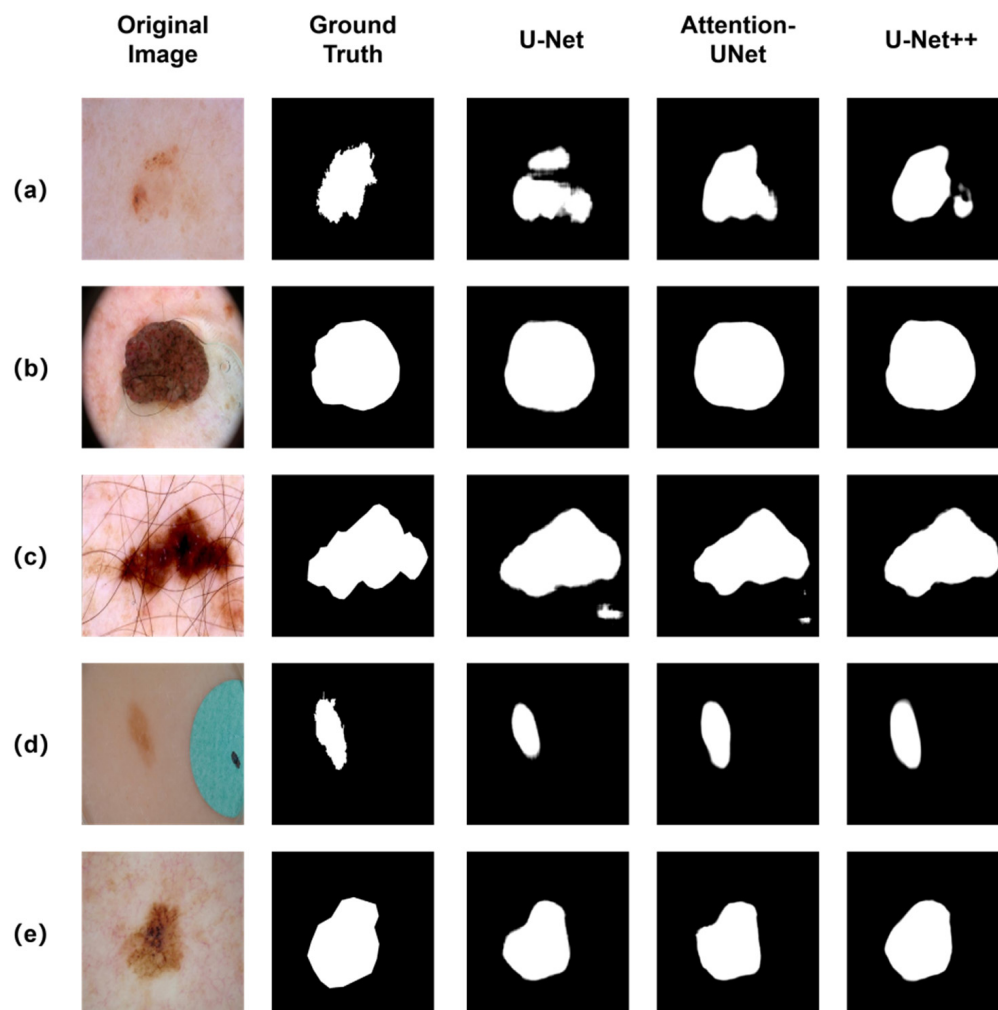 Original
Image
Ground
Truth
U-Net
Attention-
UNet
U-Net++
(a)
(b)
(c)
(d)
(e)